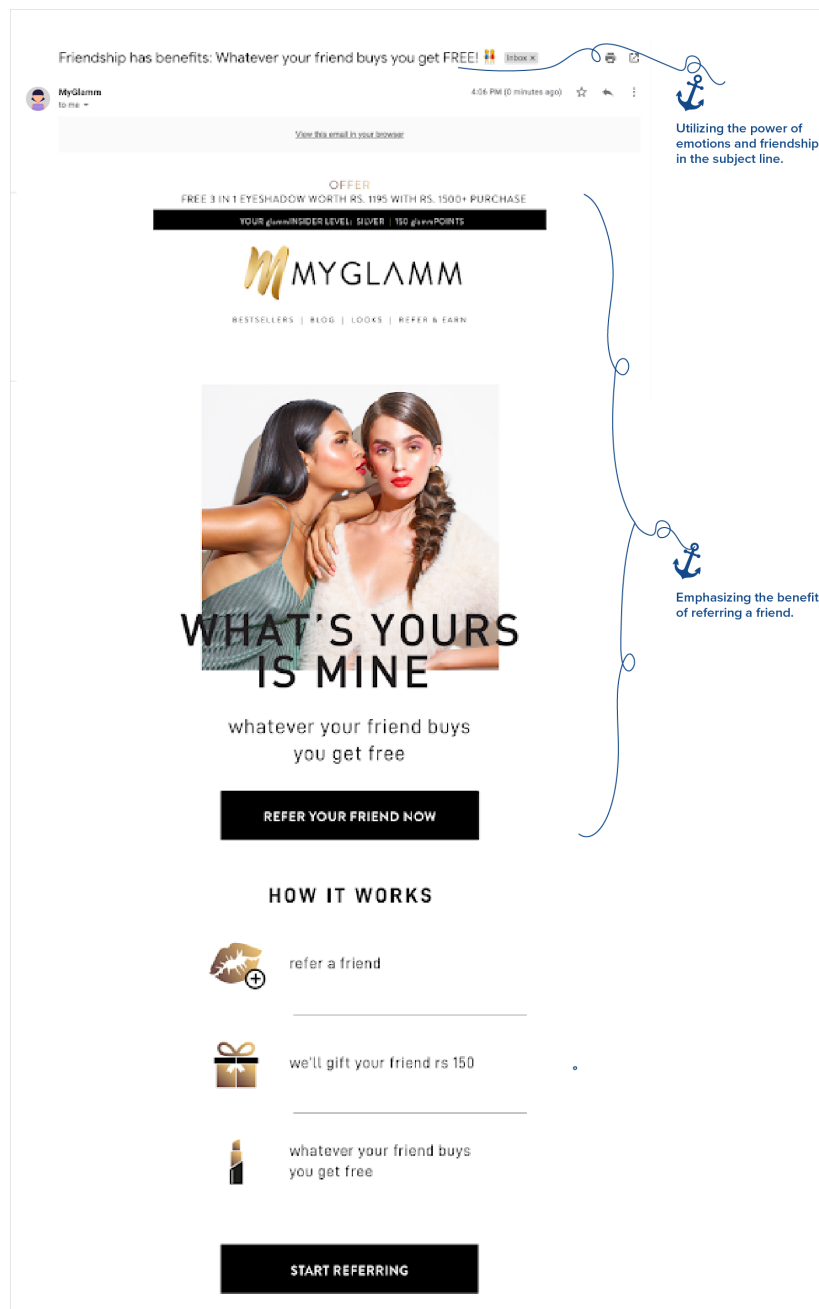 Friendship has benefits: Whatever your friend buys you get FREE! Inbox x
MyGlamm
4:06 PM (0 minutes ago)
to me
Utilizing the power of
emotions and friendship
in the subject line.
View this email in your browser
OFFER
FREE 3 IN 1 EYESHADOW WORTH RS. 1195 WITH RS. 1500+ PURCHASE
YOUR glammINSIDER LEVEL: SILVER | 150 glammPOINTS
MYGLAMM
BESTSELLERS | BLOG | LOOKS | REFER & EARN
Emphasizing the benefit
of referring a friend.
WHAT'S YOURS
IS MINE
whatever your friend buys
you get free
REFER YOUR FRIEND NOW
HOW IT WORKS
refer a friend
we'll gift your friend rs 150
whatever your friend buys
you get free
START REFERRING